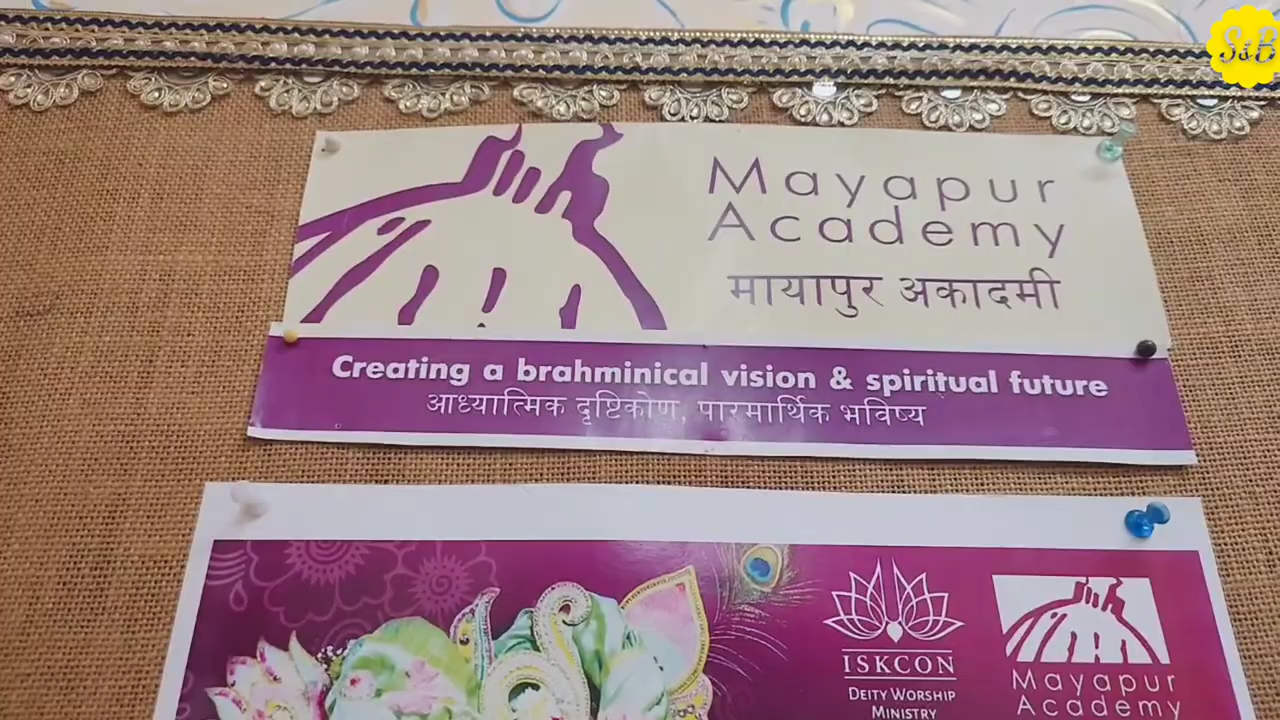 S&B
Mayapur
Academy
मायापुर अकादमी
Creating a brahminical vision & spiritual future
आध्यात्मिक दृष्टिकोण, पारमार्थिक भविष्य
ISKCON
DEITY WORSHIP
MINISTRY
Mayapur
Academy